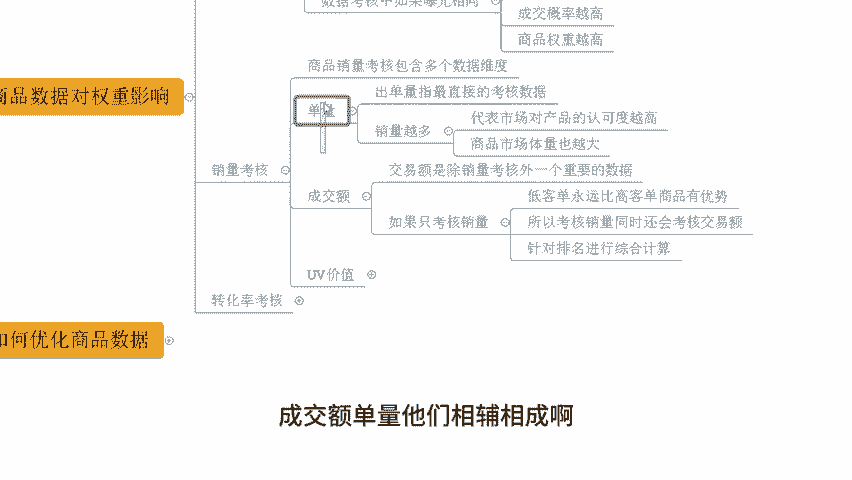 数据考核中如果曝光相同
成交概率越高
商品权重越高
商品销量考核包含多个数据维度
商品数据对权重影响
出单量指最直接的考核数据
单量
代表市场对产品的认可度越高
销量越多
商品市场体量也越大
销量考核
交易额是除销量考核外一个重要的数据
成交额
低客单永远比高客单商品有优势
如果只考核销量
所以考核销量同时还会考核交易额
针对排名进行综合计算
UV价值
转化率考核
如何优化商品数据
成交额单量他们相辅相成啊